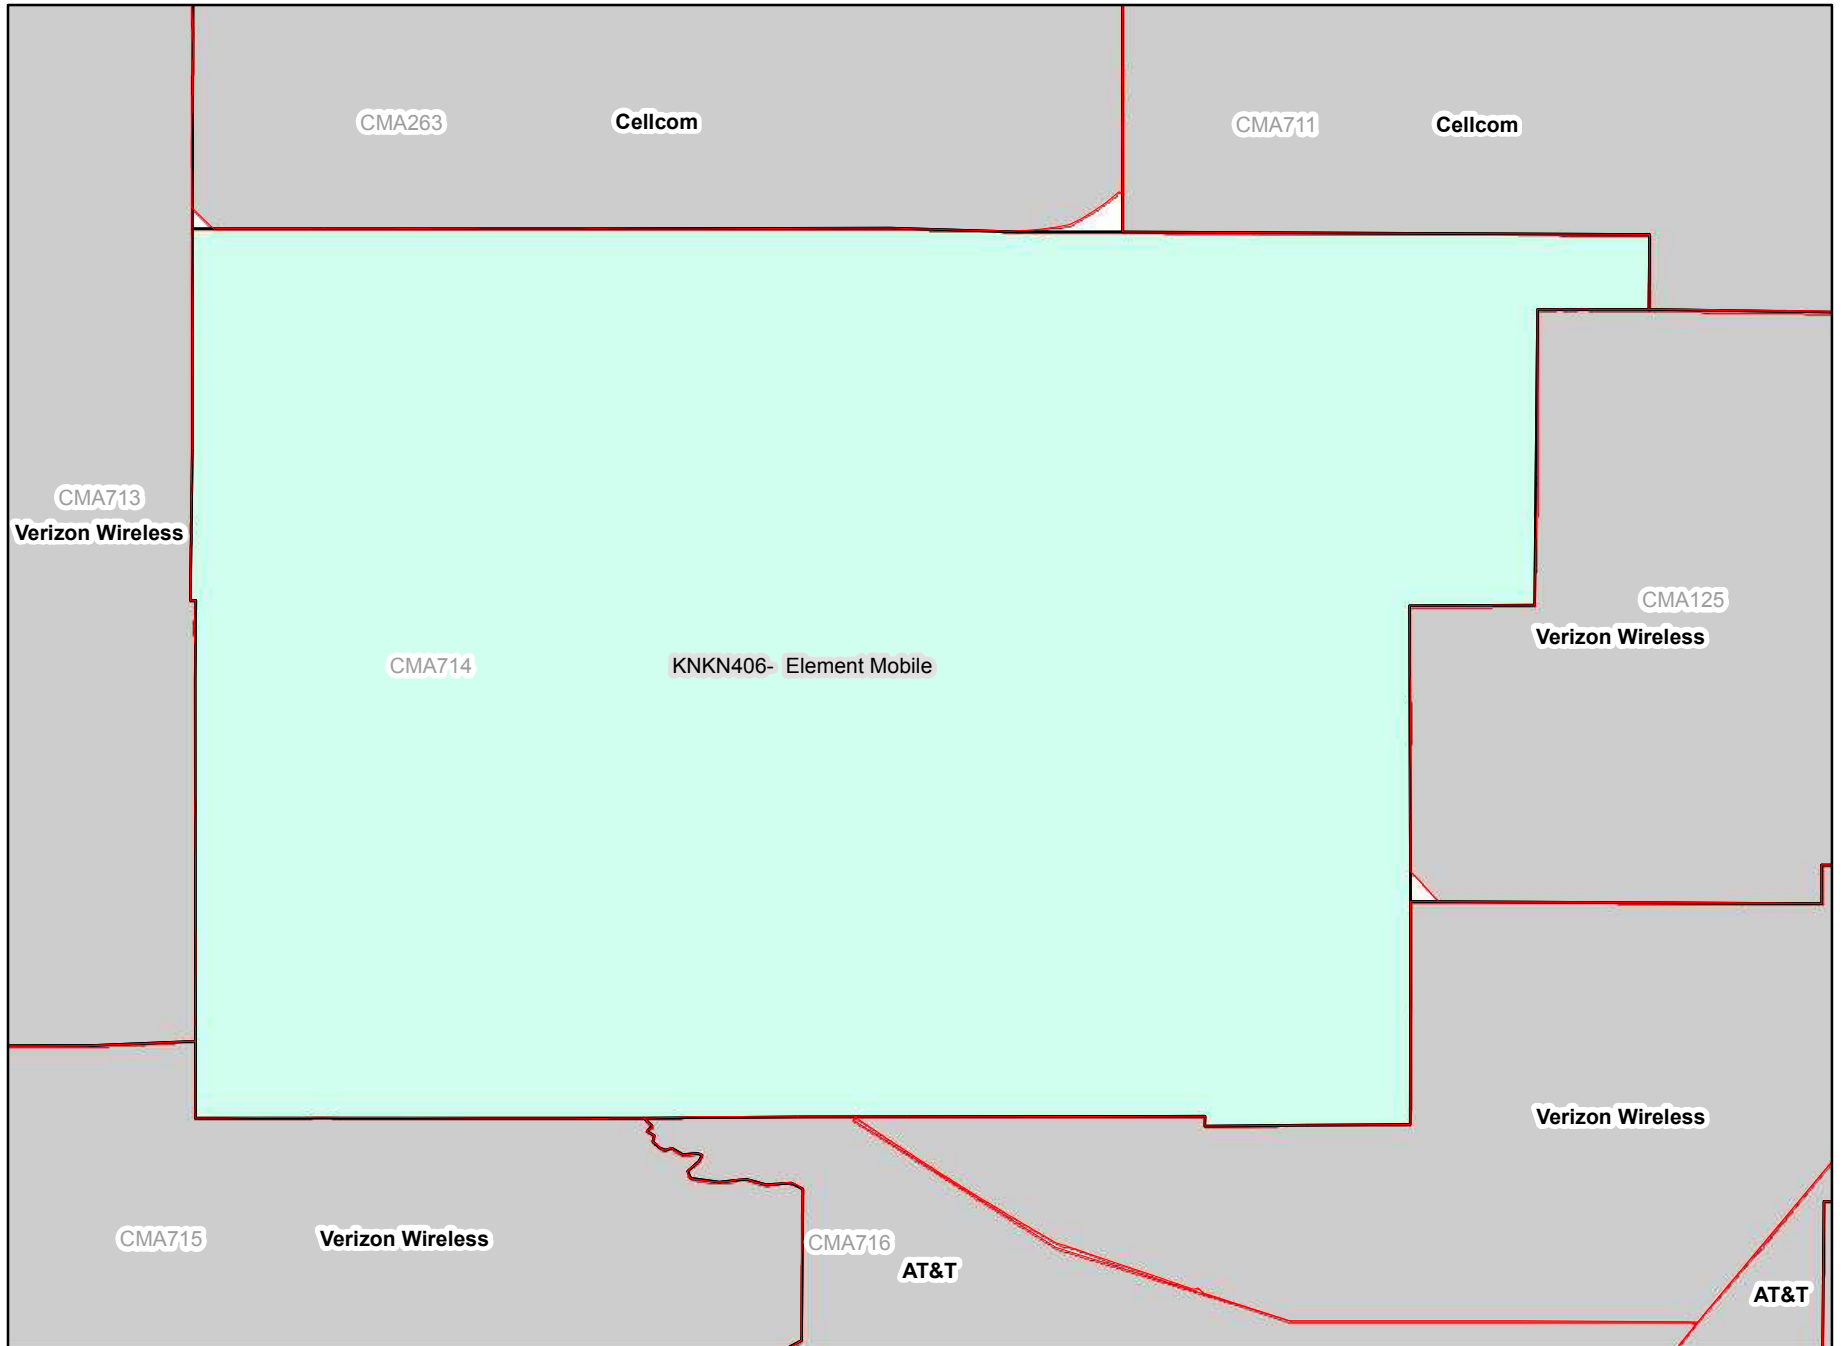 CMA263 Cellcom CMA711 Cellcom
CMA713
Verizon Wireless
CMA125
Verizon Wireless
CMA714 KNKN406- Element Mobile
Verizon Wireless
CMA715 Verizon Wireless CMA716
AT&T
AT&T